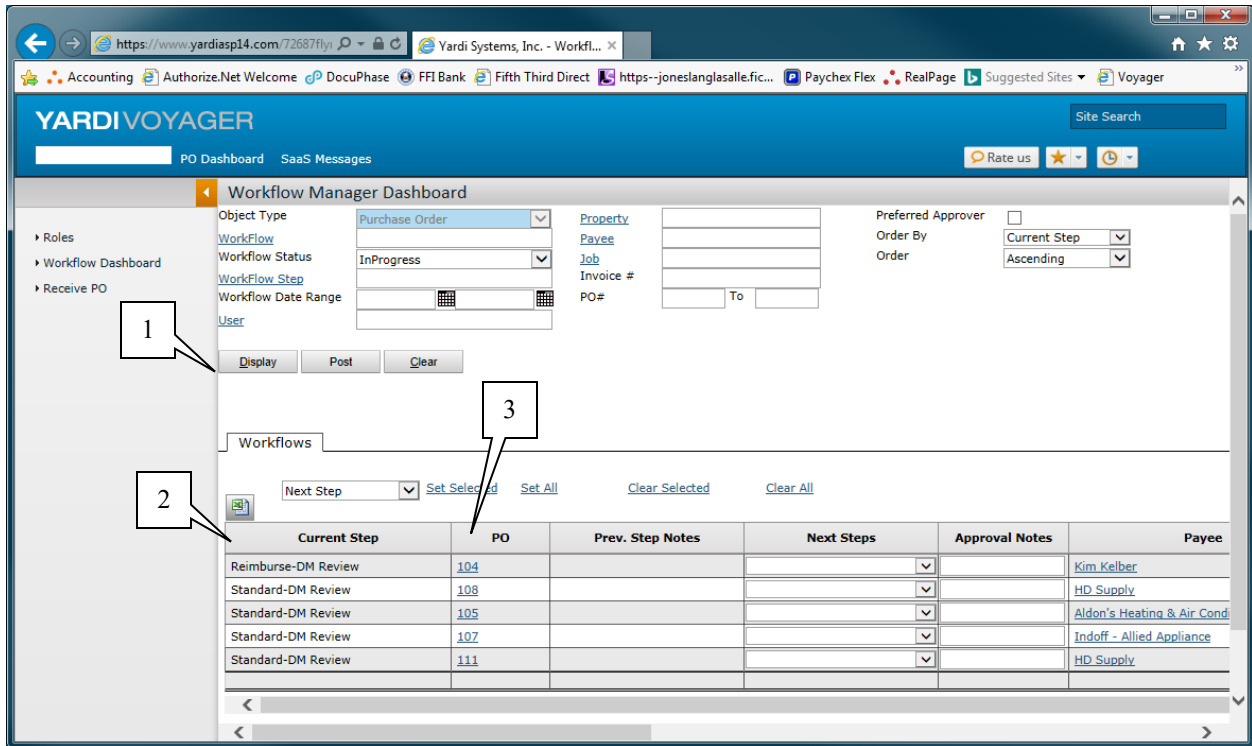 https://www.yardiasp14.com/72687fly
Yardi Systems, Inc. - Workfl...
Accounting Authorize.Net Welcome DocuPhase FFI Bank Fifth Third Direct https--joneslanglasalle.fic... Paychex Flex RealPage Suggested Sites Voyager
YARDI VOYAGER
Site Search
PO Dashboard SaaS Messages
Rate us
Workflow Manager Dashboard
Roles
Workflow Dashboard
Receive PO
Object Type Purchase Order Property Preferred Approver
WorkFlow Payee Order By Current Step
Workflow Status InProgress Job Order Ascending
WorkFlow Step Invoice #
Workflow Date Range PO# To
User
1
Display Post Clear
3
Workflows
2
Next Step Set Selected Set All Clear Selected Clear All
Current Step PO Prev. Step Notes Next Steps Approval Notes Payee
Reimburse-DM Review 104 Kim Kelber
Standard-DM Review 108 HD Supply
Standard-DM Review 105 Aldon's Heating & Air Condi
Standard-DM Review 107 Indoff - Allied Appliance
Standard-DM Review 111 HD Supply